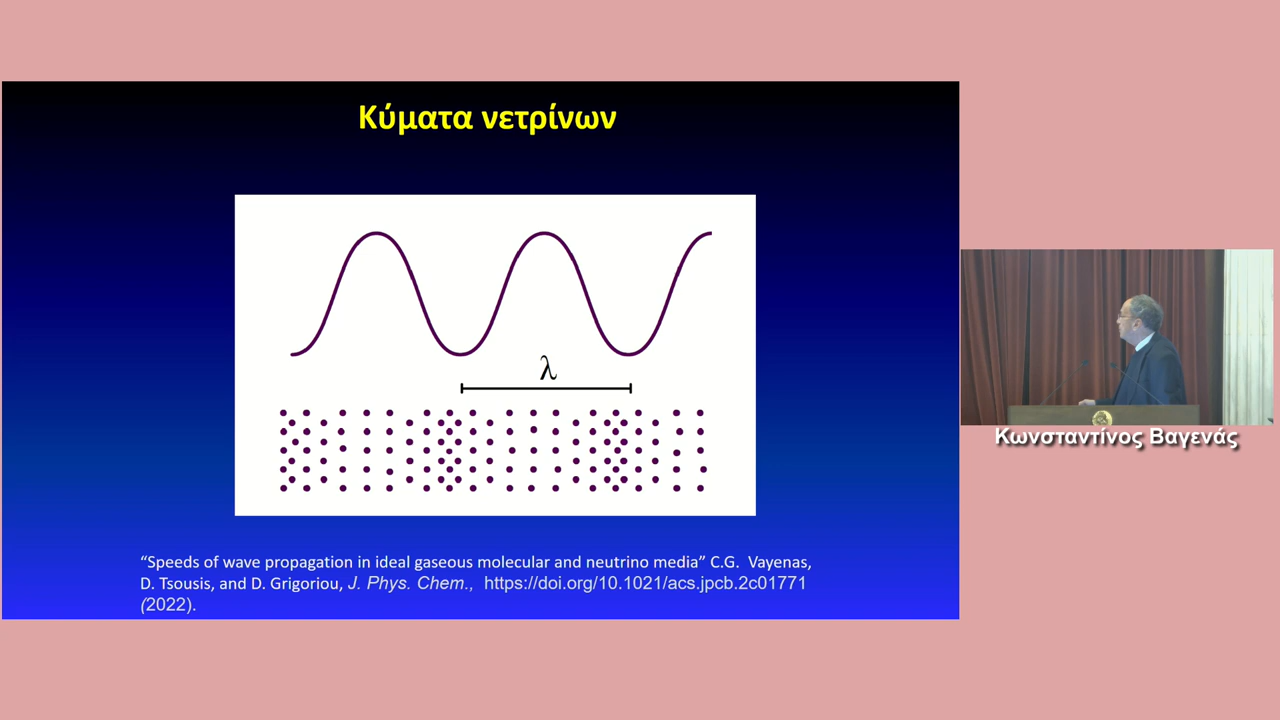 Κύματα νετρίνων
λ
“Speeds of wave propagation in ideal gaseous molecular and neutrino media” C.G. Vayenas,
D. Tsousis, and D. Grigoriou, J. Phys. Chem., https://doi.org/10.1021/acs.jpcb.2c01771
(2022).
Κωνσταντίνος Βαγενάς